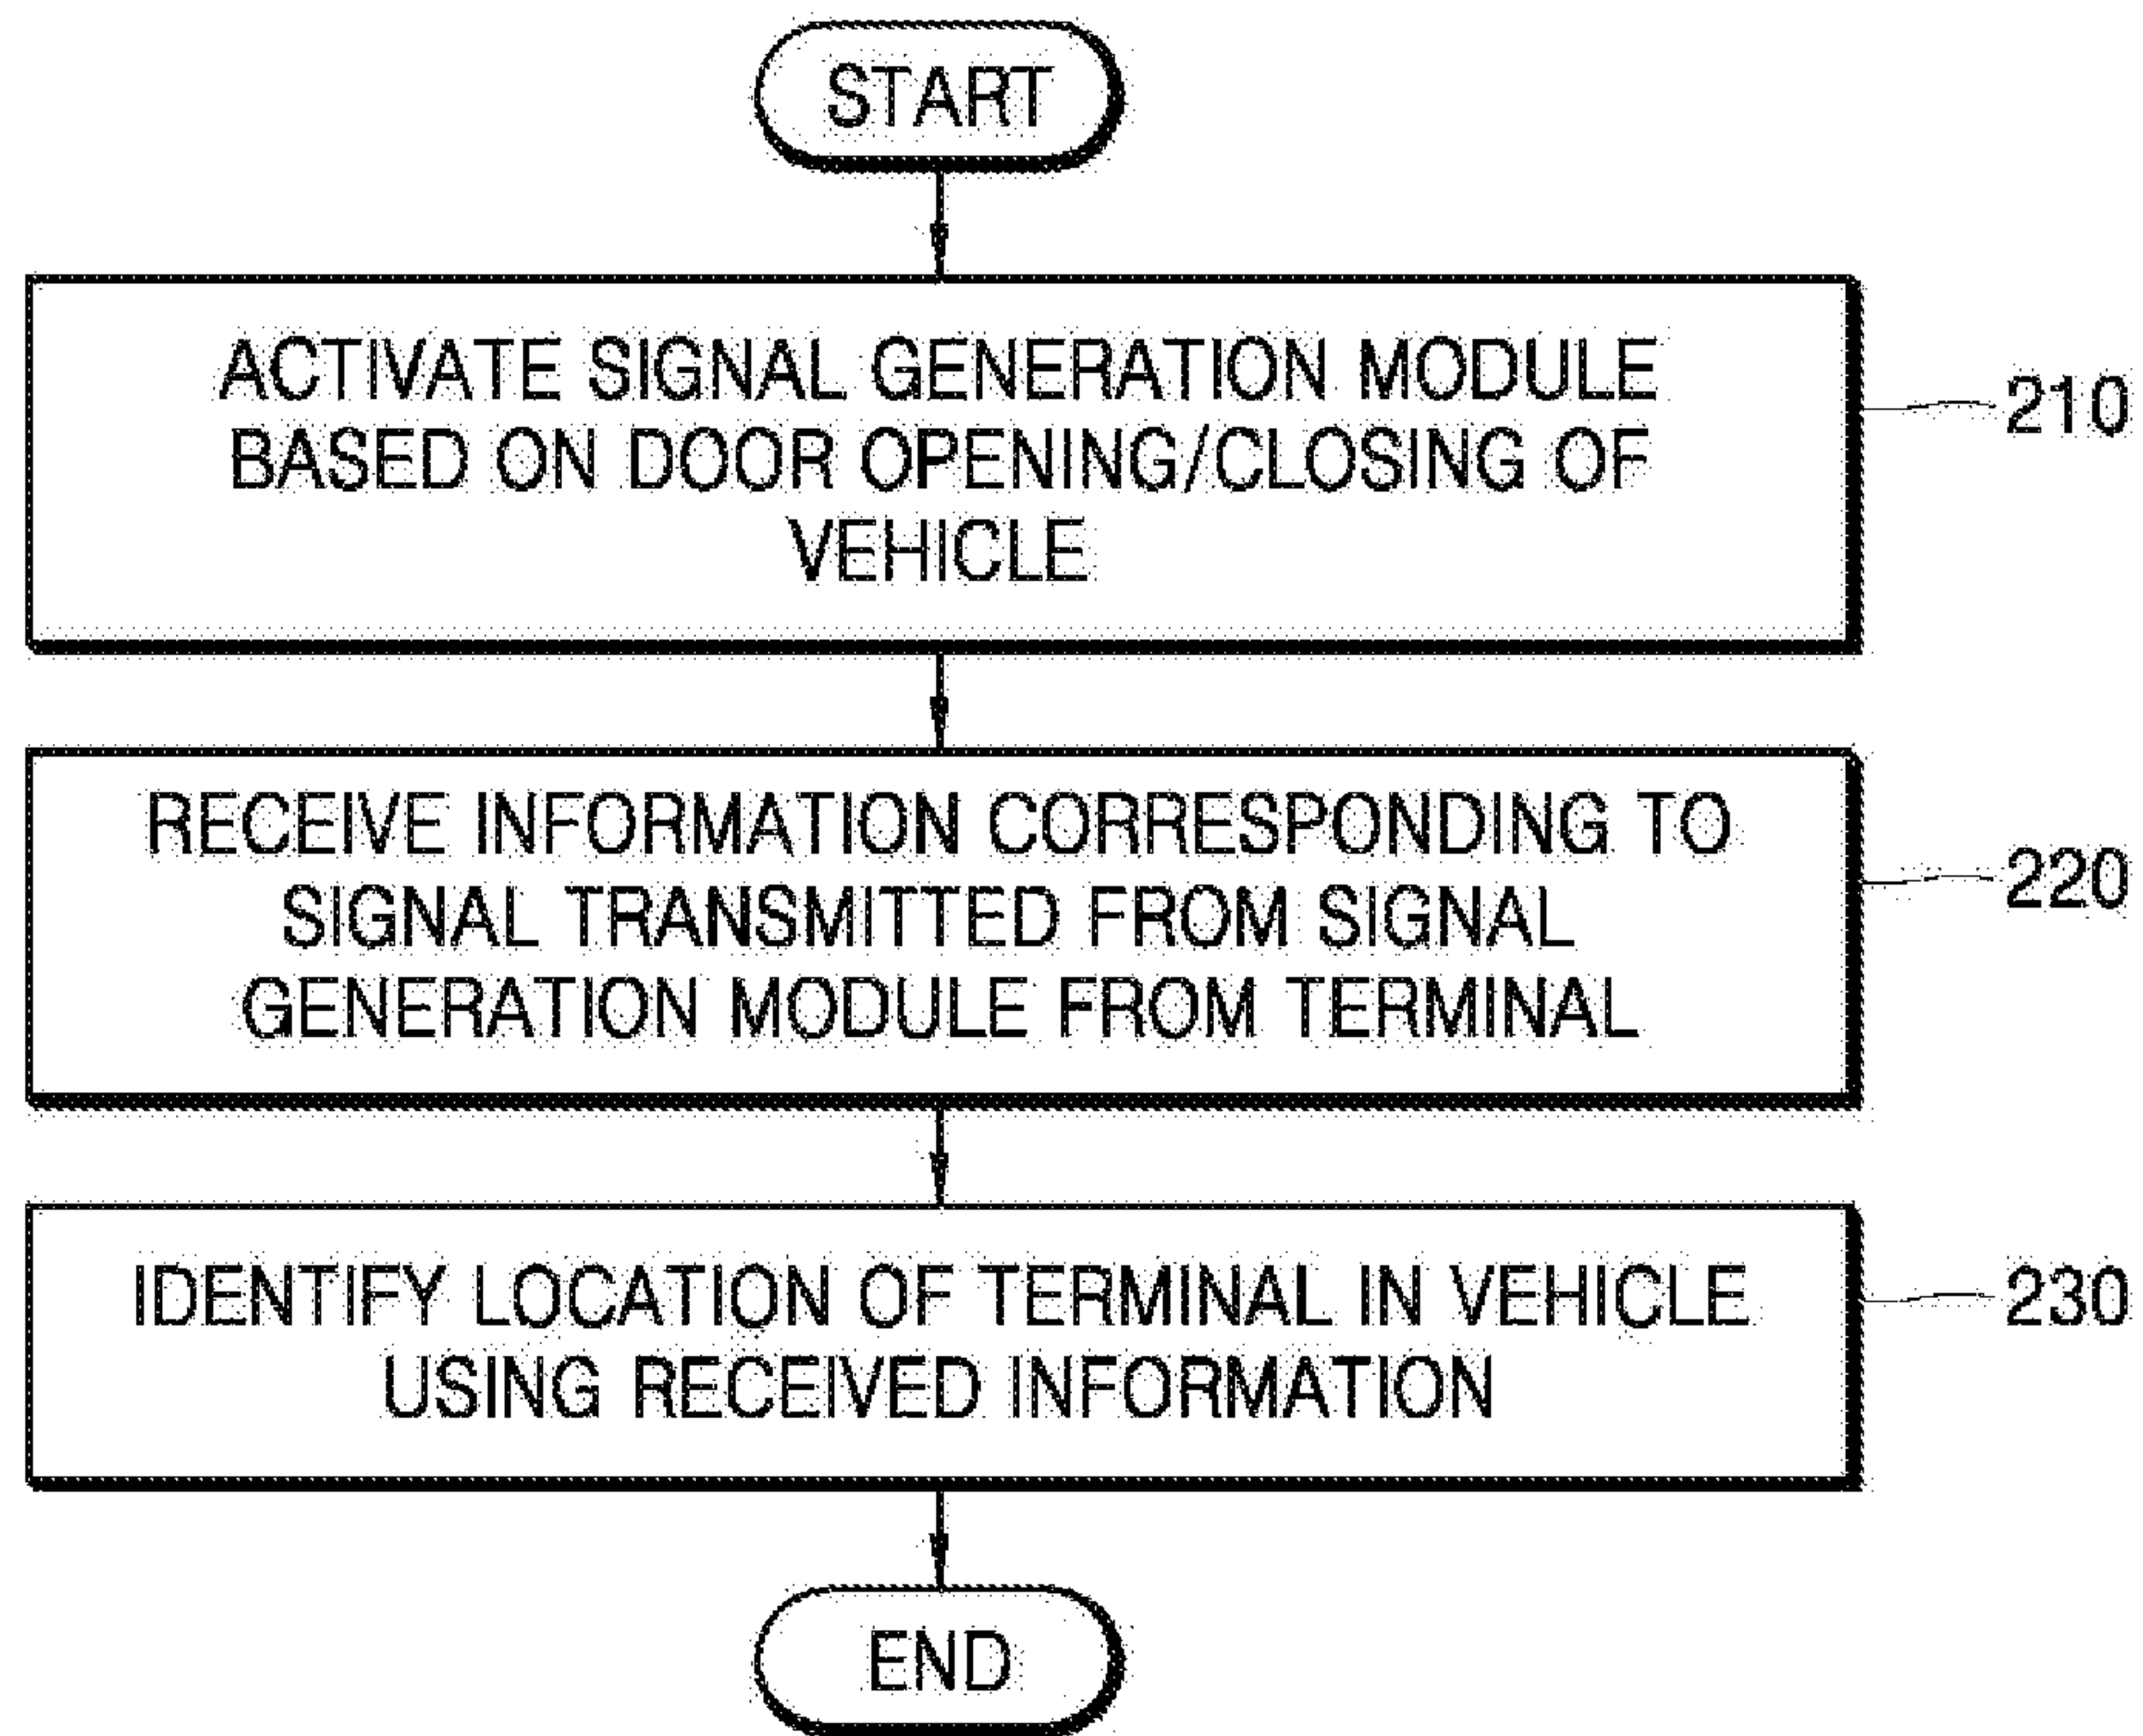 START
ACTIVATE SIGNAL GENERATION MODULE
BASED ON DOOR OPENING/CLOSING OF
VEHICLE
210
RECEIVE INFORMATION CORRESPONDING TO
SIGNAL TRANSMITTED FROM SIGNAL
GENERATION MODULE FROM TERMINAL
220
IDENTIFY LOCATION OF TERMINAL IN VEHICLE
USING RECEIVED INFORMATION
230
END